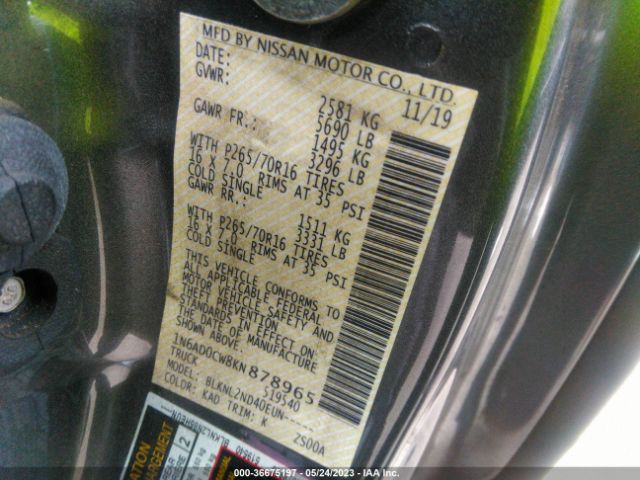 MFD BY NISSAN MOTOR CO., LTD.
DATE: 11/19
GVWR: 2581 KG
5690 LB
GAWR FR.: 1495 KG
3296 LB
WITH P265/70R16 TIRES
16 X 7.0 RIMS AT 35 PSI
COLD SINGLE
GAWR RR.: 1511 KG
3331 LB
WITH P265/70R16 TIRES
16 X 7.0 RIMS AT 35 PSI
COLD SINGLE
THIS VEHICLE CONFORMS TO
ALL APPLICABLE FEDERAL
MOTOR VEHICLE SAFETY AND
THEFT PREVENTION
STANDARDS IN EFFECT ON
THE DATE OF MANUFACTURE
1N6AD0CW8KN878965
TRUCK 519540
MODEL: BLKNL2ND40EUN-----
COLOR: KAD TRIM: K 2S00A
519540
© IAAI-36675197 - 05/24/2023 - IAA Inc.